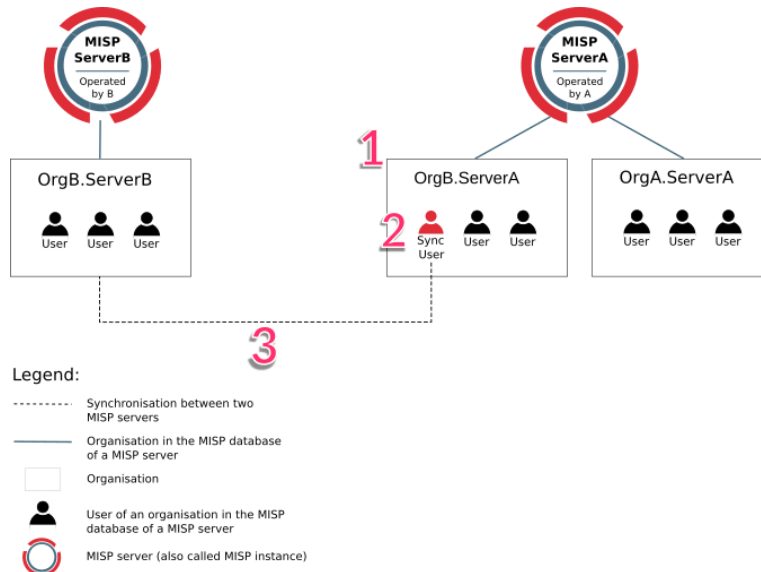 MISP
ServerB
Operated
by B
MISP
ServerA
Operated
by A
1
OrgB.ServerB
User
User
User
OrgB.ServerA
2
Sync
User
User
User
OrgA.ServerA
User
User
User
3
Legend:
Synchronisation between two
MISP servers
Organisation in the MISP database
of a MISP server
Organisation
User of an organisation in the MISP
database of a MISP server
MISP server (also called MISP instance)